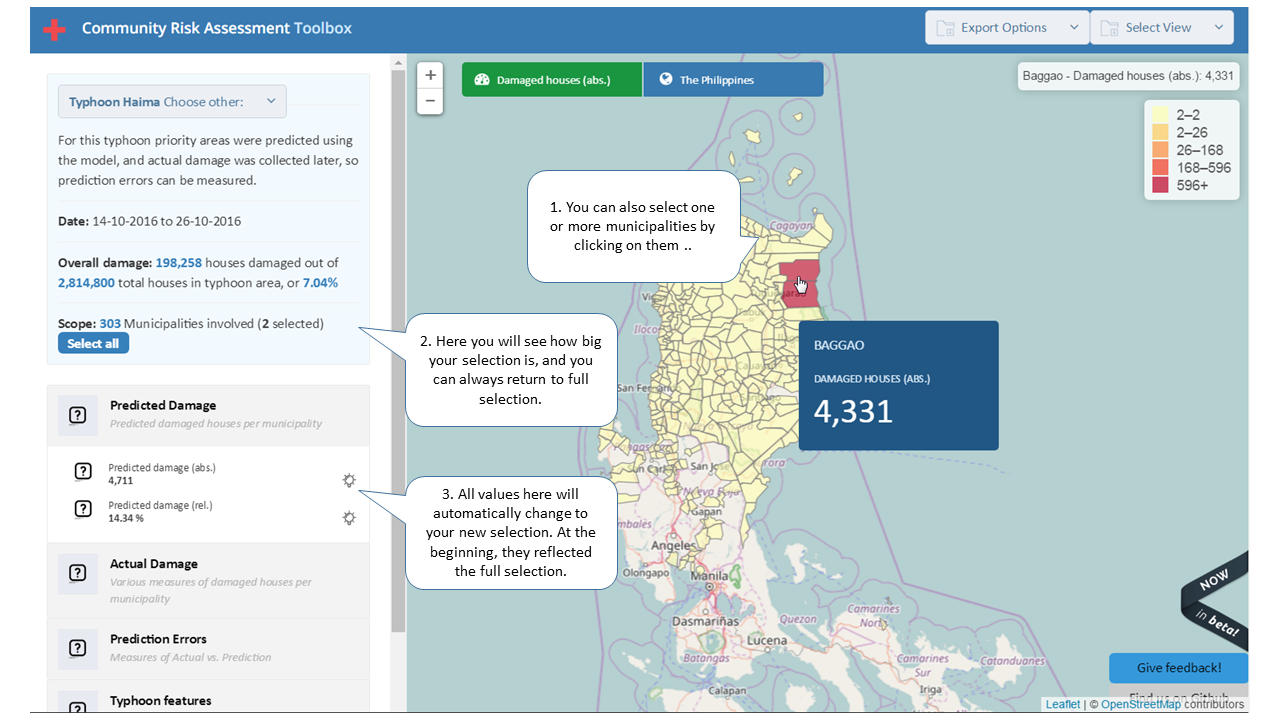 Community Risk Assessment Toolbox
Export Options
Select View
Typhoon Haima Choose other:
For this typhoon priority areas were predicted using
the model, and actual damage was collected later, so
prediction errors can be measured.
Date: 14-10-2016 to 26-10-2016
Overall damage: 198,258 houses damaged out of
2,814,800 total houses in typhoon area, or 7.04%
Scope: 303 Municipalities involved (2 selected)
Select all
Predicted Damage
Predicted damaged houses per municipality
Predicted damage (abs.)
4,711
Predicted damage (rel.)
14.34 %
Actual Damage
Various measures of damaged houses per
municipality
Prediction Errors
Measures of Actual vs. Prediction
Typhoon features
+
−
Damaged houses (abs.)
The Philippines
Baggao - Damaged houses (abs.): 4,331
2–2
2–26
26–168
168–596
596+
1. You can also select one
or more municipalities by
clicking on them ..
2. Here you will see how big
your selection is, and you
can always return to full
selection.
3. All values here will
automatically change to
your new selection. At the
beginning, they reflected
the full selection.
BAGGAO
DAMAGED HOUSES (ABS.)
4,331
Cagayan
San Fernando
San Jose
Gapan
Angeles
Olongapo
Manila
Dasmariñas
Quezon
Lucena
Batangas
Calapan
Camarines
Norte
Camarines
Sur
Catanduanes
Iriga
NOW
in beta!
Give feedback!
Find us on Github
Leaflet | © OpenStreetMap contributors